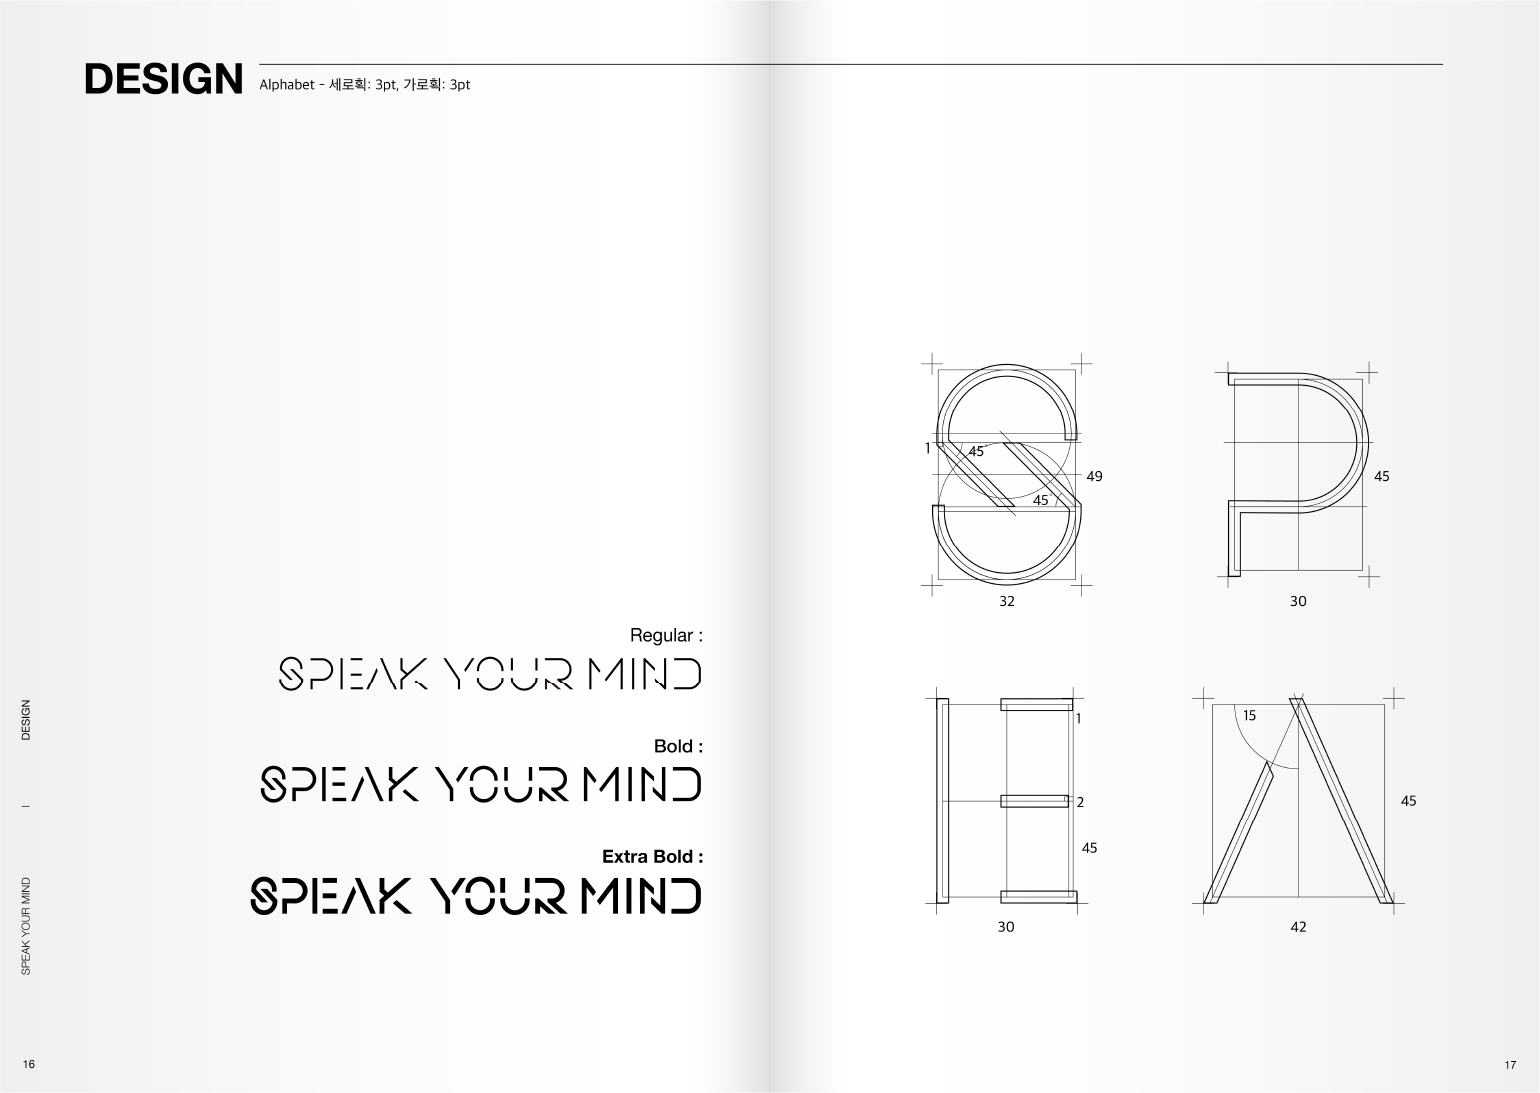 DESIGN
Alphabet - 세로획: 3pt, 가로획: 3pt
Regular :
SPEAK YOUR MIND
Bold :
SPEAK YOUR MIND
Extra Bold :
SPEAK YOUR MIND
SPEAK YOUR MIND | DESIGN
16
1
45°
45°
49
32
45
30
1
2
45
30
15
45
42
17